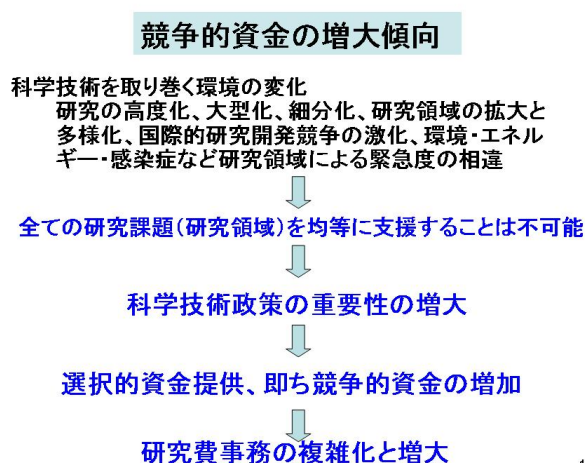 競争的資金の増大傾向
科学技術を取り巻く環境の変化
研究の高度化、大型化、細分化、研究領域の拡大と
多様化、国際的研究開発競争の激化、環境・エネル
ギー・感染症など研究領域による緊急度の相違
全ての研究課題(研究領域)を均等に支援することは不可能
科学技術政策の重要性の増大
選択的資金提供、即ち競争的資金の増加
研究費事務の複雑化と増大